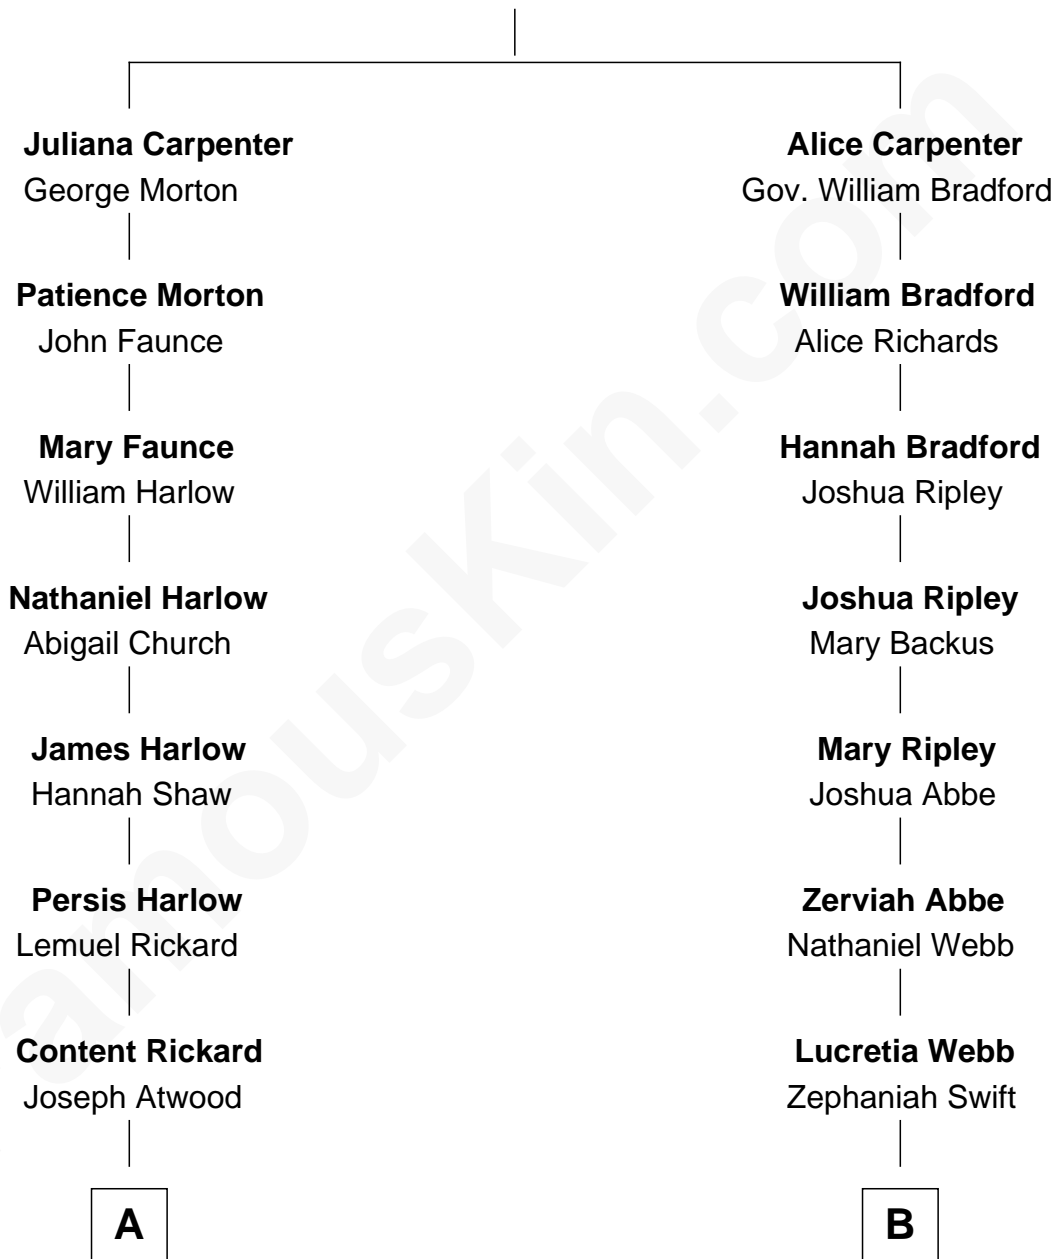 Juliana Carpenter
George Morton
Patience Morton
John Faunce
Mary Faunce
William Harlow
Nathaniel Harlow
Abigail Church
James Harlow
Hannah Shaw
Persis Harlow
Lemuel Rickard
Content Rickard
Joseph Atwood
A
Alice Carpenter
Gov. William Bradford
William Bradford
Alice Richards
Hannah Bradford
Joshua Ripley
Joshua Ripley
Mary Backus
Mary Ripley
Joshua Abbe
Zerviah Abbe
Nathaniel Webb
Lucretia Webb
Zephaniah Swift
B
amouskin.com